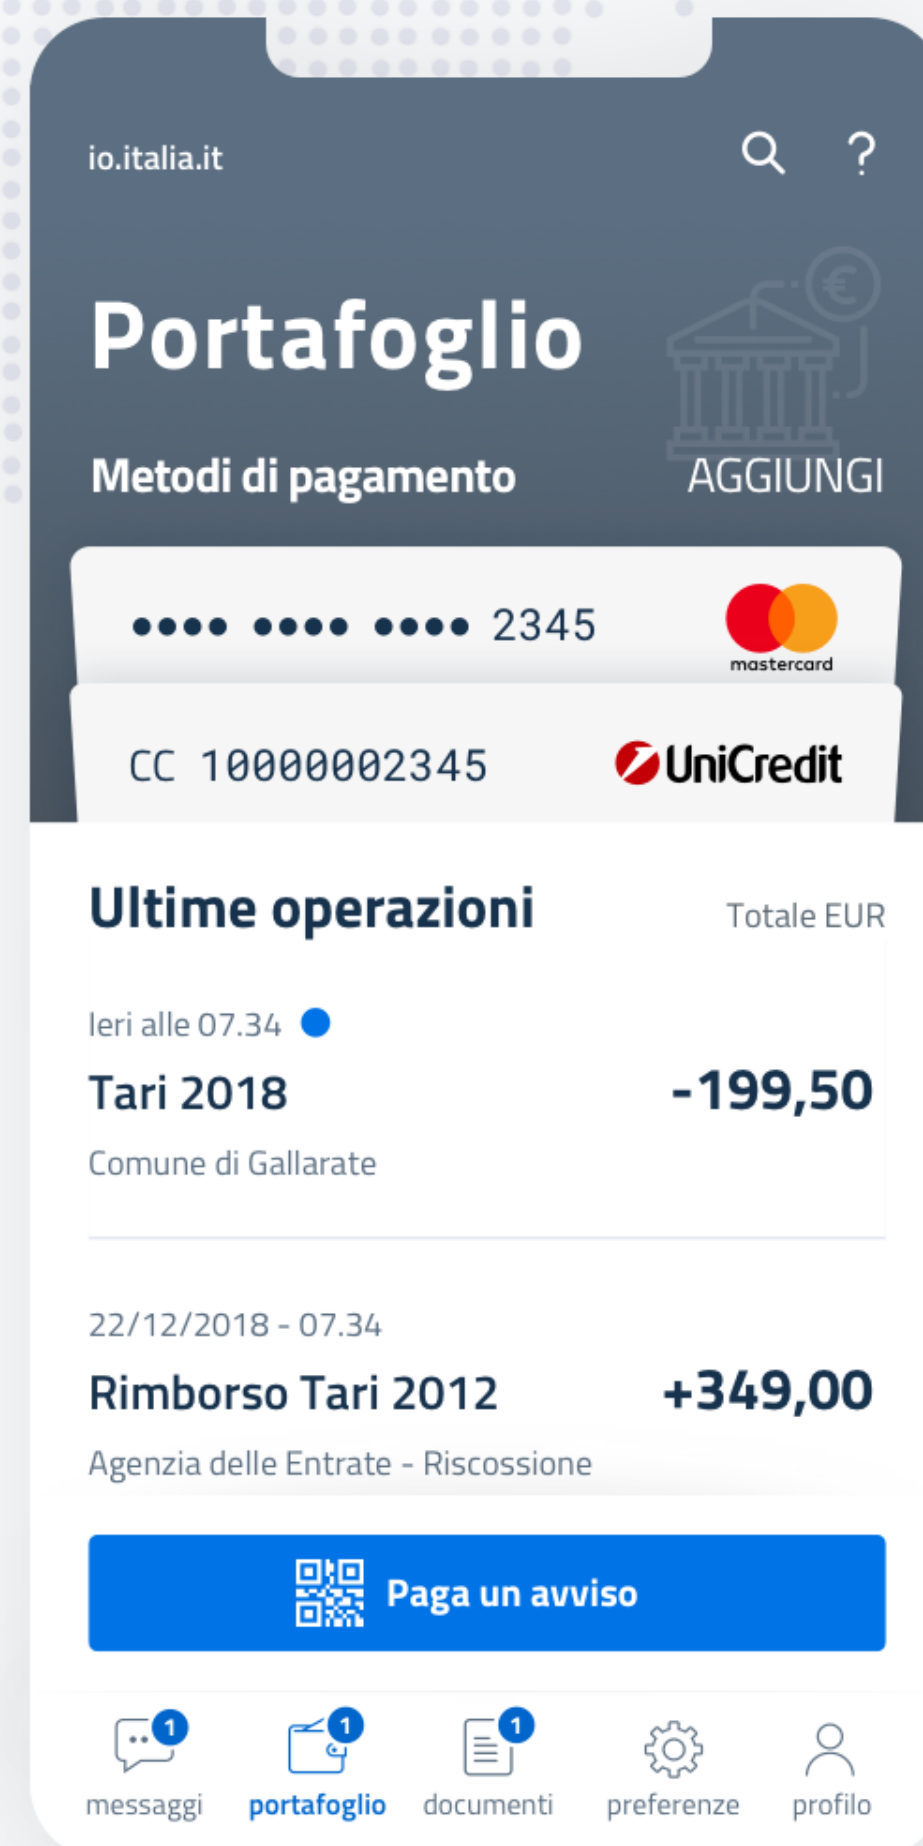 io.italia.it
?
Portafoglio
€
Metodi di pagamento AGGIUNGI
•••• •••• •••• 2345
mastercard
CC 10000002345 UniCredit
Ultime operazioni Totale EUR
Ieri alle 07.34
Tari 2018 -199,50
Comune di Gallarate
22/12/2018 - 07.34
Rimborso Tari 2012 +349,00
Agenzia delle Entrate - Riscossione
Paga un avviso
1 1 1
messaggi portafoglio documenti preferenze profilo